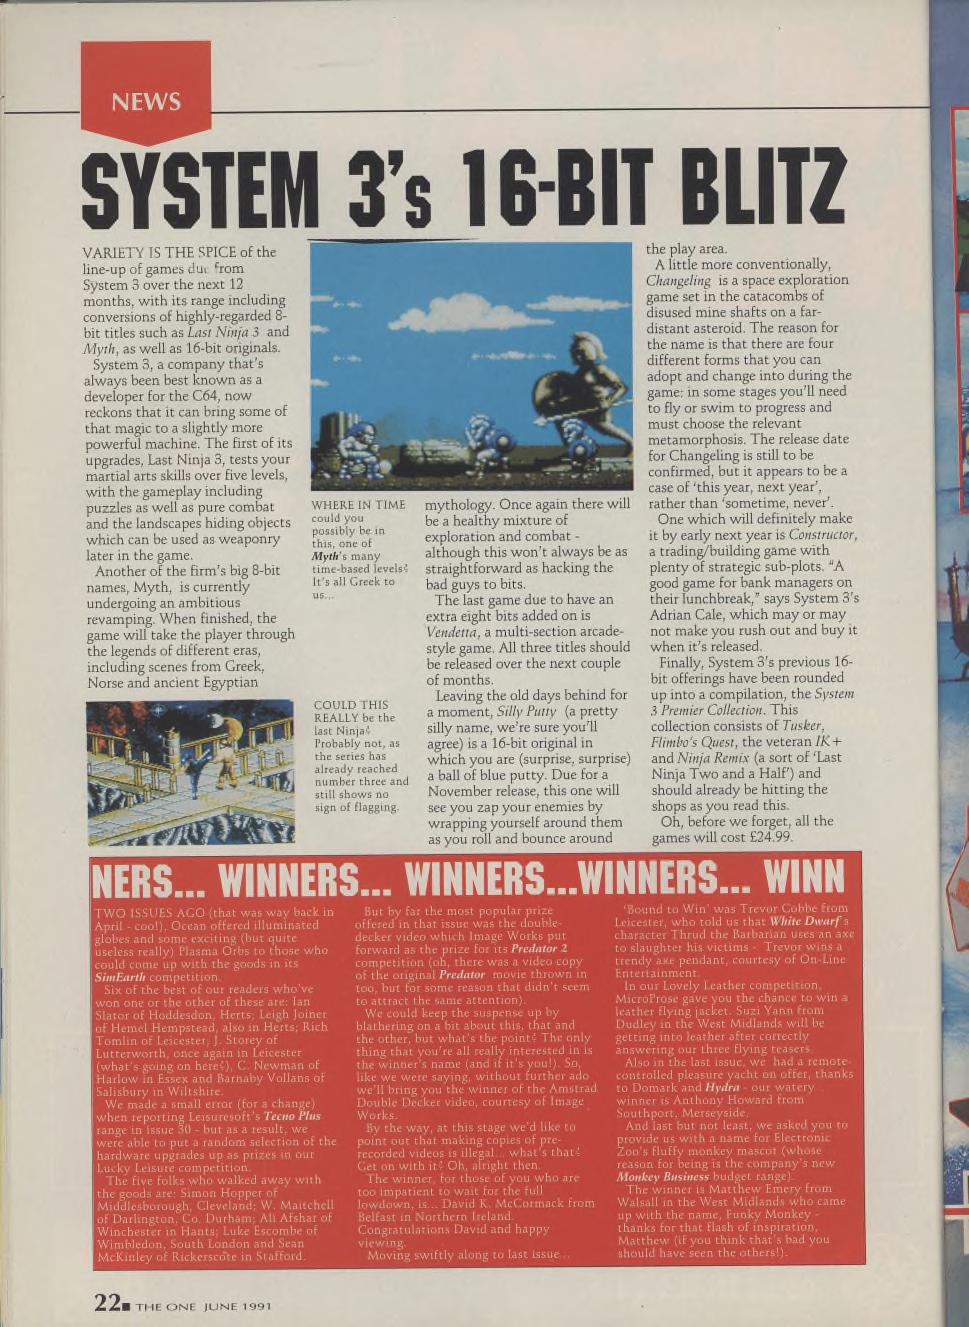 NEWS
SYSTEM 3's 16-BIT BLITZ
VARIETY IS THE SPICE of the
line-up of games due from
System 3 over the next 12
months, with its range including
conversions of highly-regarded 8-
bit titles such as Last Ninja 3 and
Myth, as well as 16-bit originals.
System 3, a company that's
always been best known as a
developer for the C64, now
reckons that it can bring some of
that magic to a slightly more
powerful machine. The first of its
upgrades, Last Ninja 3, tests your
martial arts skills over five levels,
with the gameplay including
puzzles as well as pure combat
and the landscapes hiding objects
which can be used as weaponry
later in the game.
Another of the firm's big 8-bit
names, Myth, is currently
undergoing an ambitious
revamping. When finished, the
game will take the player through
the legends of different eras,
including scenes from Greek,
Norse and ancient Egyptian
WHERE IN TIME
could you
possibly be in
this, one of
Myth's many
time-based levels?
It's all Greek to
us...
COULD THIS
REALLY be the
last Ninja?
Probably not, as
the series has
already reached
number three and
still shows no
sign of flagging.
mythology. Once again there will
be a healthy mixture of
exploration and combat -
although this won't always be as
straightforward as hacking the
bad guys to bits.
The last game due to have an
extra eight bits added on is
Vendetta, a multi-section arcade-
style game. All three titles should
be released over the next couple
of months.
Leaving the old days behind for
a moment, Silly Putty (a pretty
silly name, we're sure you'll
agree) is a 16-bit original in
which you are (surprise, surprise)
a ball of blue putty. Due for a
November release, this one will
see you zap your enemies by
wrapping yourself around them
as you roll and bounce around
the play area.
A little more conventionally,
Changeling is a space exploration
game set in the catacombs of
disused mine shafts on a far-
distant asteroid. The reason for
the name is that there are four
different forms that you can
adopt and change into during the
game: in some stages you'll need
to fly or swim to progress and
must choose the relevant
metamorphosis. The release date
for Changeling is still to be
confirmed, but it appears to be a
case of 'this year, next year',
rather than 'sometime, never'.
One which will definitely make
it by early next year is Constructor,
a trading/building game with
plenty of strategic sub-plots. "A
good game for bank managers on
their lunchbreak," says System 3's
Adrian Cale, which may or may
not make you rush out and buy it
when it's released.
Finally, System 3's previous 16-
bit offerings have been rounded
up into a compilation, the System
3 Premier Collection. This
collection consists of Tusker,
Flimbo's Quest, the veteran IK+
and Ninja Remix (a sort of 'Last
Ninja Two and a Half') and
should already be hitting the
shops as you read this.
Oh, before we forget, all the
games will cost £24.99.
NERS... WINNERS... WINNERS...WINNERS... WINN
TWO ISSUES AGO (that was way back in
April - coo!), Ocean offered illuminated
globes and some exciting (but quite
useless really) Plasma Orbs to those who
could come up with the goods in its
SimEarth competition.
Six of the best of our readers who've
won one or the other of these are: Ian
Slator of Hoddesdon, Herts; Leigh Joiner
of Hemel Hempstead, also in Herts; Rich
Tomlin of Leicester; J. Storey of
Lutterworth, once again in Leicester
(what's going on here?), C. Newman of
Harlow in Essex and Barnaby Vollans of
Salisbury in Wiltshire.
We made a small error (for a change)
when reporting Leisuresoft's Tecno Plus
range in issue 30 - but as a result, we
were able to put a random selection of the
hardware upgrades up as prizes in our
Lucky Leisure competition.
The five folks who walked away with
the goods are: Simon Hopper of
Middlesborough, Cleveland; W. Maitchell
of Darlington, Co. Durham; Ali Afshar of
Winchester in Hants; Luke Escombe of
Wimbledon, South London and Sean
McKinley of Rickerscote in Stafford.
But by far the most popular prize
offered in that issue was the double-
decker video which Image Works put
forward as the prize for its Predator 2
competition (oh, there was a video copy
of the original Predator movie thrown in
too, but for some reason that didn't seem
to attract the same attention).
We could keep the suspense up by
blathering on a bit about this, that and
the other, but what's the point? The only
thing that you're all really interested in is
the winner's name (and if it's you!). So,
like we were saying, without further ado
we'll bring you the winner of the Amstrad
Double Decker video, courtesy of Image
Works.
By the way, at this stage we'd like to
point out that making copies of pre-
recorded videos is illegal... what's that?
Get on with it? Oh, alright then.
The winner, for those of you who are
too impatient to wait for the full
lowdown, is... David K. McCormack from
Belfast in Northern Ireland.
Congratulations David and happy
viewing.
Moving swiftly along to last issue...
'Bound to Win' was Trevor Cobbe from
Leicester, who told us that White Dwarf's
character Thrud the Barbarian uses an axe
to slaughter his victims - Trevor wins a
trendy axe pendant, courtesy of On-Line
Entertainment.
In our Lovely Leather competition,
MicroProse gave you the chance to win a
leather flying jacket. Suzi Yann from
Dudley in the West Midlands will be
getting into leather after correctly
answering our three flying teasers.
Also in the last issue, we had a remote-
controlled pleasure yacht on offer, thanks
to Domark and Hydra - our watery
winner is Anthony Howard from
Southport, Merseyside.
And last but not least, we asked you to
provide us with a name for Electronic
Zoo's fluffy monkey mascot (whose
reason for being is the company's new
Monkey Business budget range).
The winner is Matthew Emery from
Walsall in the West Midlands who came
up with the name, Funky Monkey -
thanks for that flash of inspiration,
Matthew (if you think that's bad you
should have seen the others!).
22 THE ONE JUNE 1991